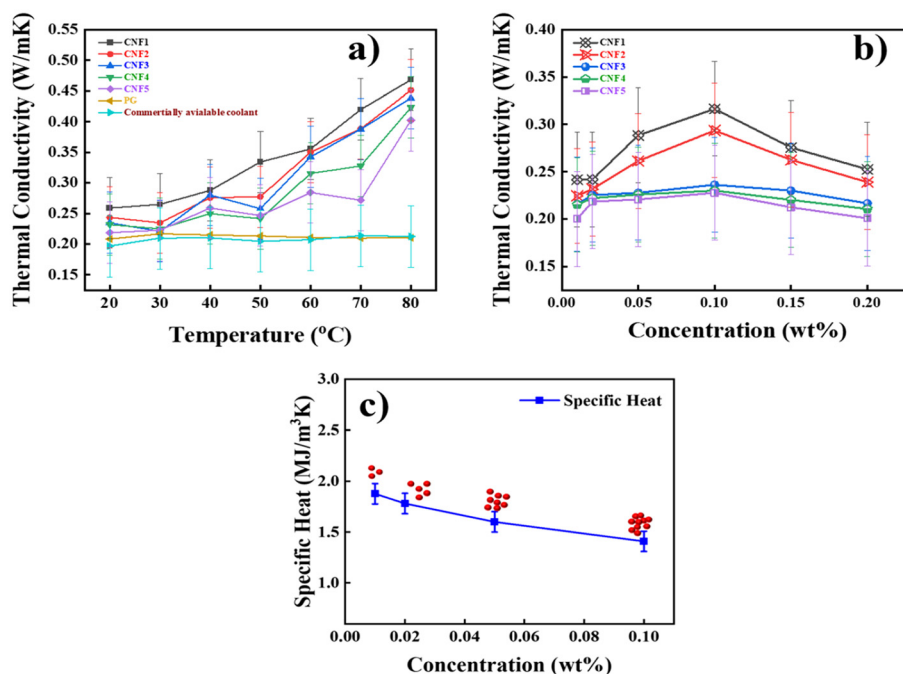 a)
Thermal Conductivity (W/mK)
0.55
0.50
0.45
0.40
0.35
0.30
0.25
0.20
0.15
CNF1
CNF2
CNF3
CNF4
CNF5
PG
Commertially avialable coolant
20 30 40 50 60 70 80
Temperature (°C)
b)
Thermal Conductivity (W/mK)
0.40
0.35
0.30
0.25
0.20
0.15
CNF1
CNF2
CNF3
CNF4
CNF5
0.00 0.05 0.10 0.15 0.20
Concentration (wt%)
c)
Specific Heat (MJ/m³K)
3.0
2.5
2.0
1.5
1.0
Specific Heat
0.00 0.02 0.04 0.06 0.08 0.10
Concentration (wt%)